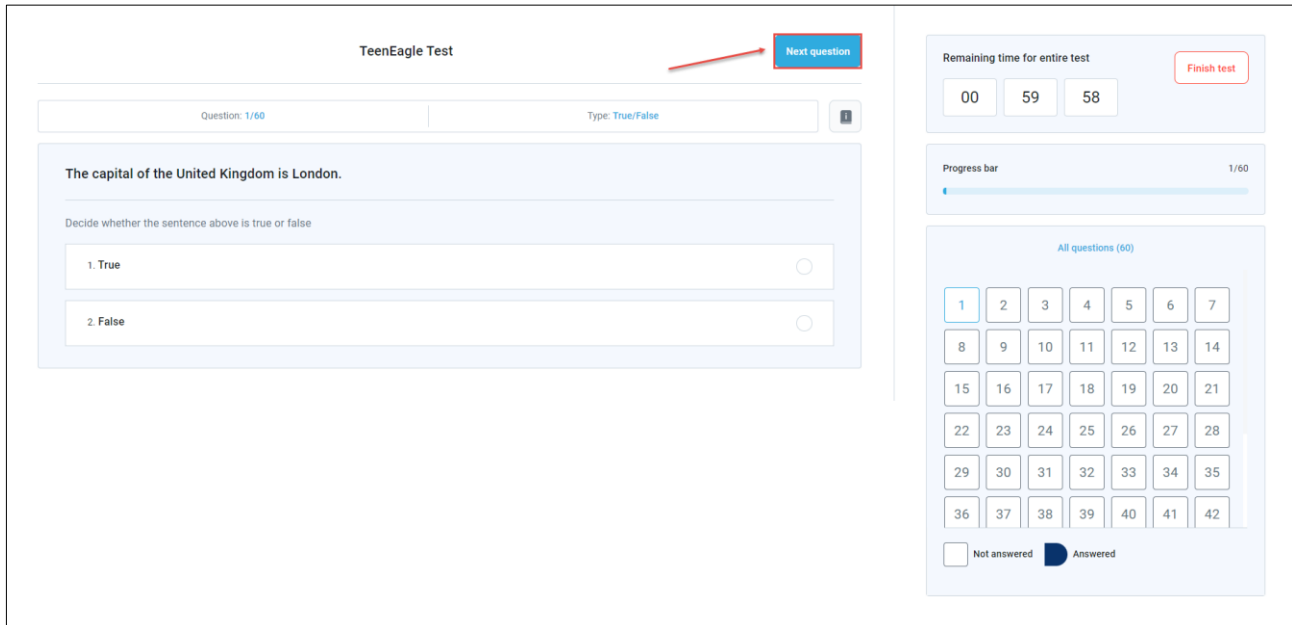 TeenEagle Test
Next question
Question: 1/60
Type: True/False
i
The capital of the United Kingdom is London.
Decide whether the sentence above is true or false
1. True
2. False
Remaining time for entire test
Finish test
00 59 58
Progress bar 1/60
All questions (60)
1 2 3 4 5 6 7
8 9 10 11 12 13 14
15 16 17 18 19 20 21
22 23 24 25 26 27 28
29 30 31 32 33 34 35
36 37 38 39 40 41 42
Not answered Answered